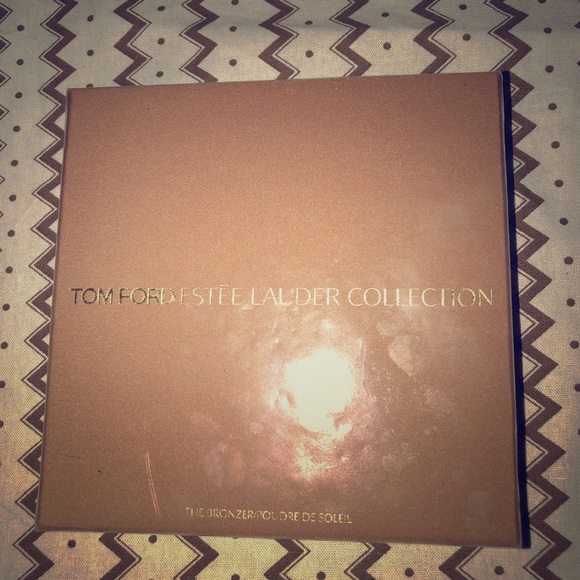 TOM FORD ESTĒE LAUDER COLLECTION
THE BRONZER/POUDRE DE SOLEIL